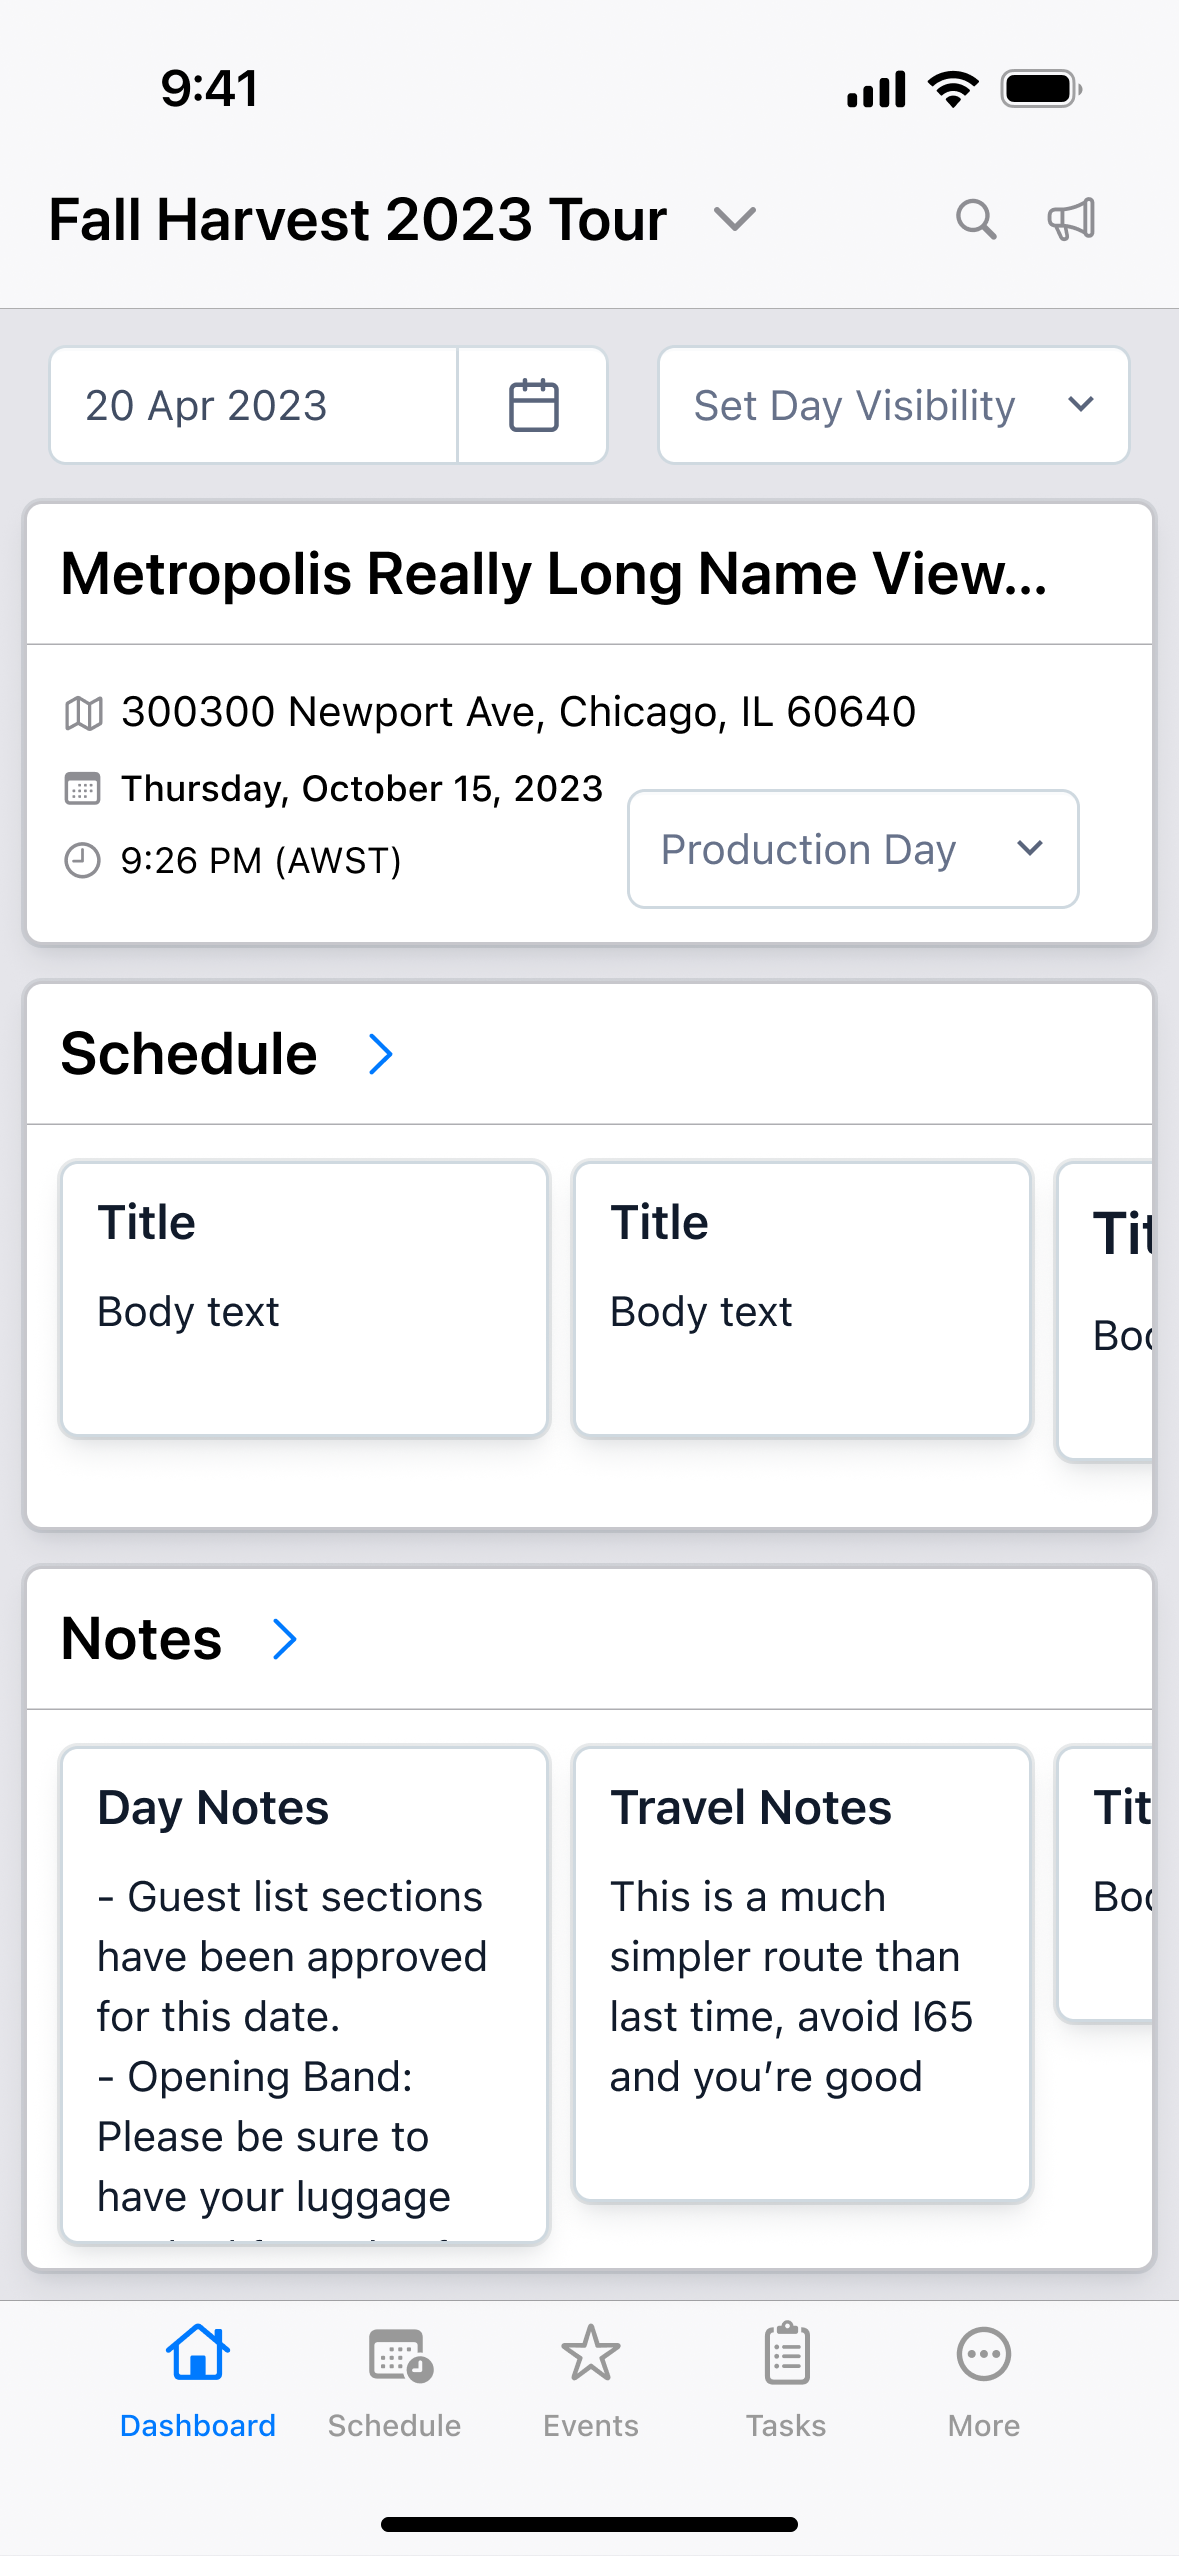 9:41
Fall Harvest 2023 Tour
20 Apr 2023
Set Day Visibility
Metropolis Really Long Name View...
300300 Newport Ave, Chicago, IL 60640
Thursday, October 15, 2023
9:26 PM (AWST)
Production Day
Schedule
Title
Body text
Title
Body text
Notes
Day Notes
- Guest list sections
have been approved
for this date.
- Opening Band:
Please be sure to
have your luggage
Travel Notes
This is a much
simpler route than
last time, avoid I65
and you’re good
Dashboard
Schedule
Events
Tasks
More